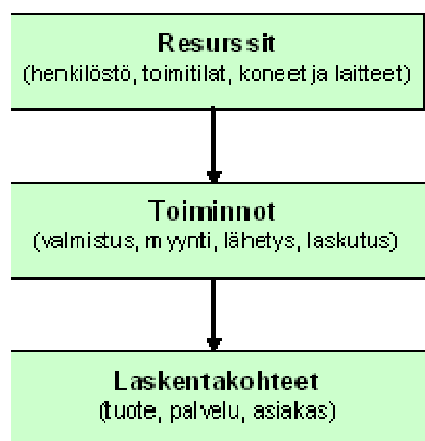 Resurssit
(henkilöstö, toimitilat, koneet ja laitteet)
Toiminnot
(valmistus, myynti, lähetys, laskutus)
Laskentakohteet
(tuote, palvelu, asiakas)